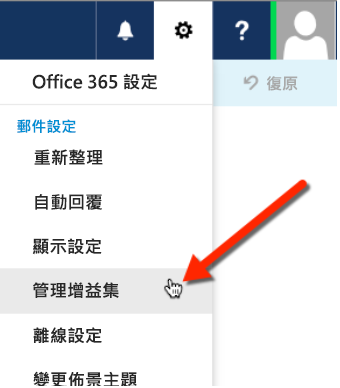 ?
Office 365 設定
復原
郵件設定
重新整理
自動回覆
顯示設定
管理增益集
離線設定
變更佈景主題